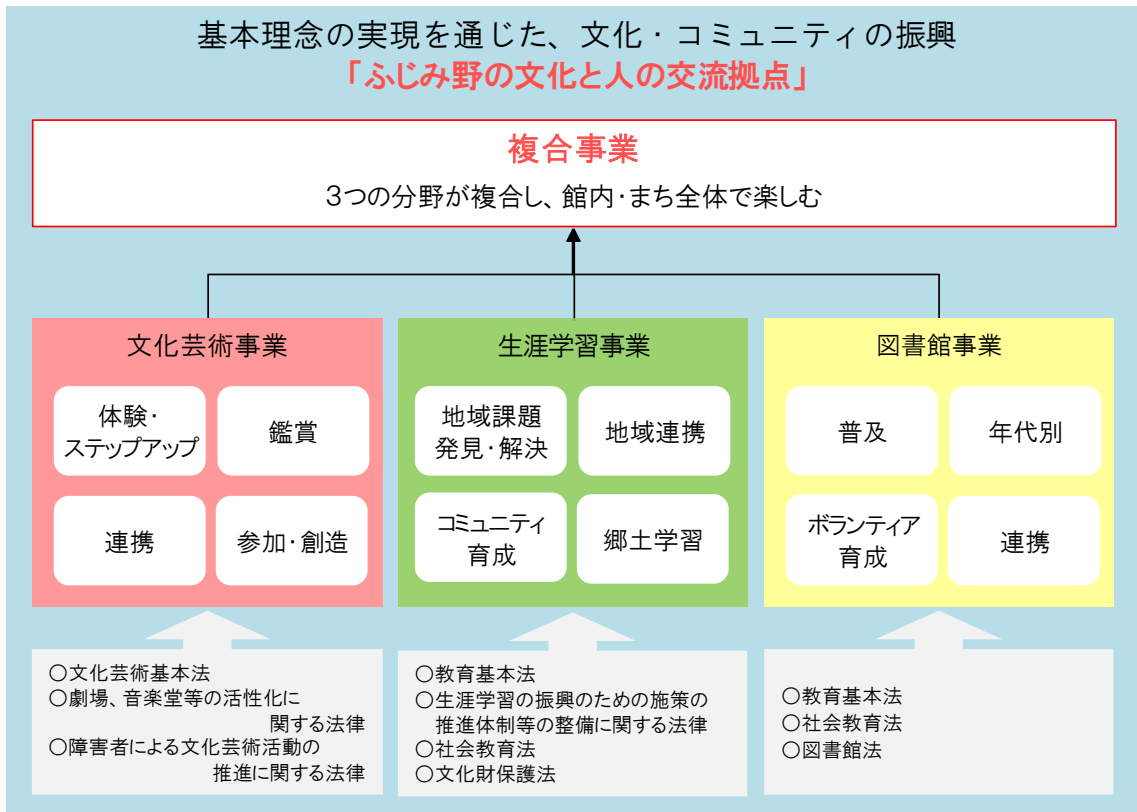 基本理念の実現を通じた、文化・コミュニティの振興
「ふじみ野の文化と人の交流拠点」
複合事業
3つの分野が複合し、館内・まち全体で楽しむ
文化芸術事業
体験・
ステップアップ
鑑賞
連携
参加・創造
生涯学習事業
地域課題
発見・解決
地域連携
コミュニティ
育成
郷土学習
図書館事業
普及
年代別
ボランティア
育成
連携
○文化芸術基本法
○劇場、音楽堂等の活性化に
関する法律
○障害者による文化芸術活動の
推進に関する法律
○教育基本法
○生涯学習の振興のための施策の
推進体制等の整備に関する法律
○社会教育法
○文化財保護法
○教育基本法
○社会教育法
○図書館法